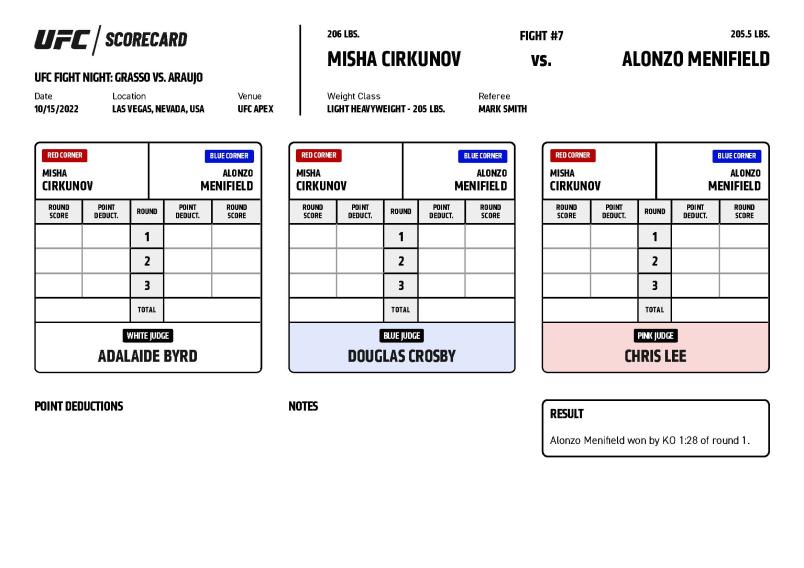 UFC / SCORECARD
UFC FIGHT NIGHT: GRASSO VS. ARAUJO
Date Location Venue
10/15/2022 LAS VEGAS, NEVADA, USA UFC APEX
206 LBS. FIGHT #7 205.5 LBS.
MISHA CIRKUNOV VS. ALONZO MENIFIELD
Weight Class Referee
LIGHT HEAVYWEIGHT - 205 LBS. MARK SMITH
RED CORNER BLUE CORNER
MISHA ALONZO
CIRKUNOV MENIFIELD
ROUND SCORE POINT DEDUCT. ROUND POINT DEDUCT. ROUND SCORE
1
2
3
TOTAL
WHITE JUDGE
ADALAIDE BYRD
RED CORNER BLUE CORNER
MISHA ALONZO
CIRKUNOV MENIFIELD
ROUND SCORE POINT DEDUCT. ROUND POINT DEDUCT. ROUND SCORE
1
2
3
TOTAL
BLUE JUDGE
DOUGLAS CROSBY
RED CORNER BLUE CORNER
MISHA ALONZO
CIRKUNOV MENIFIELD
ROUND SCORE POINT DEDUCT. ROUND POINT DEDUCT. ROUND SCORE
1
2
3
TOTAL
PINK JUDGE
CHRIS LEE
POINT DEDUCTIONS
NOTES
RESULT
Alonzo Menifield won by KO 1:28 of round 1.